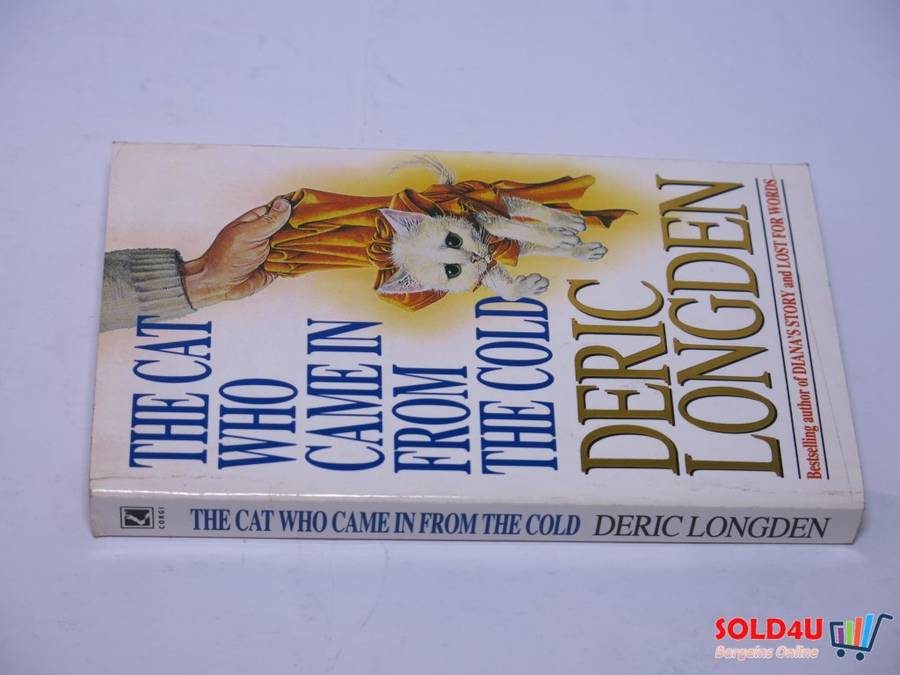 THE CAT
WHO
CAME IN
FROM
THE COLD
DERIC
LONGDEN
Bestselling author of DIANA'S STORY and LOST FOR WORDS
CORGI
THE CAT WHO CAME IN FROM THE COLD DERIC LONGDEN
SOLD4U
Bargains Online